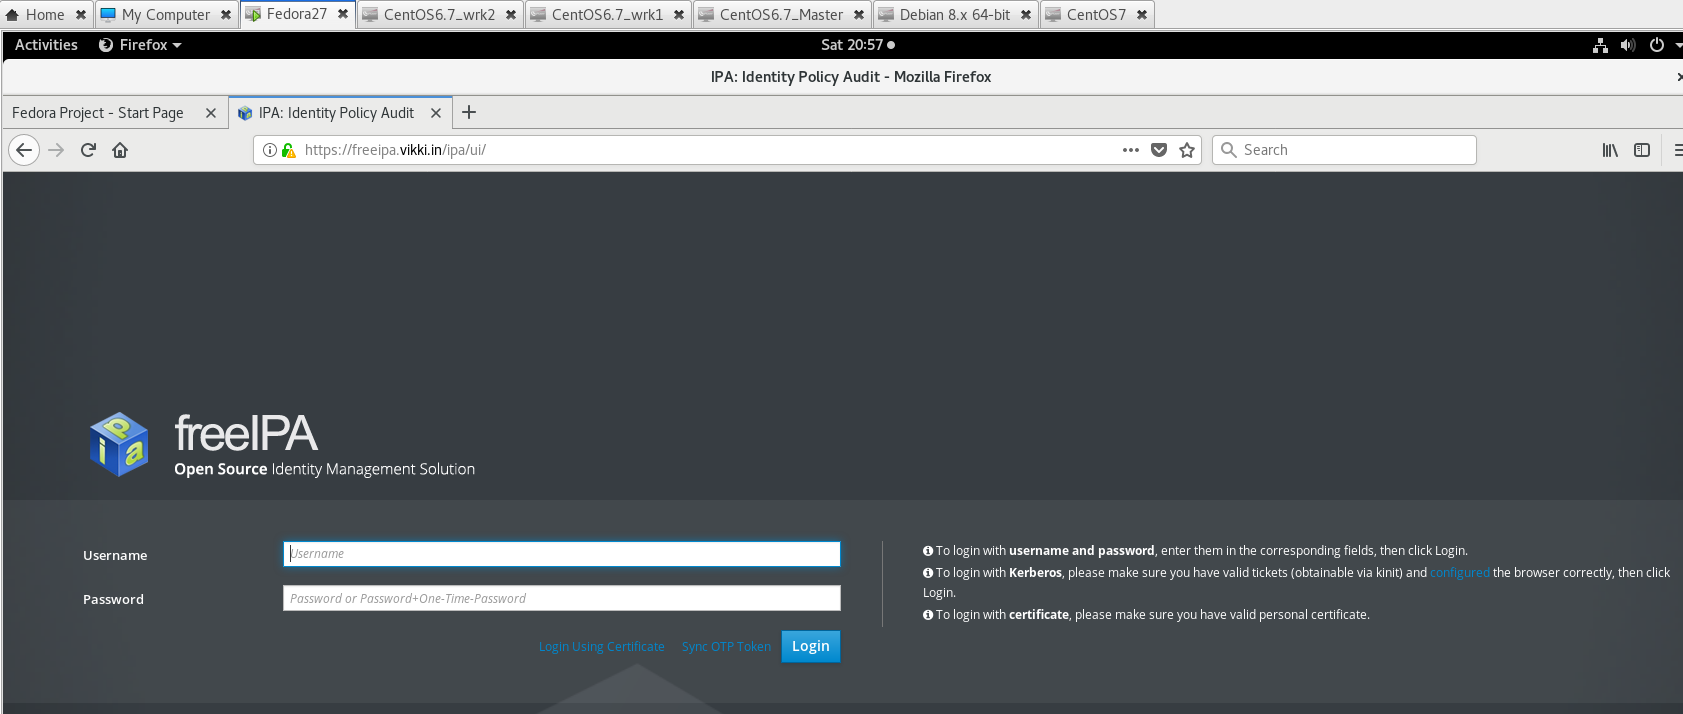 Home My Computer Fedora27 CentOS6.7_wrk2 CentOS6.7_wrk1 CentOS6.7_Master Debian 8.x 64-bit CentOS7
Activities Firefox Sat 20:57
IPA: Identity Policy Audit - Mozilla Firefox
Fedora Project - Start Page IPA: Identity Policy Audit
https://freeipa.vikki.in/ipa/ui/ Search
ipa
freeIPA
Open Source Identity Management Solution
Username Username
Password Password or Password+One-Time-Password
Login Using Certificate Sync OTP Token Login
To login with username and password, enter them in the corresponding fields, then click Login.
To login with Kerberos, please make sure you have valid tickets (obtainable via kinit) and configured the browser correctly, then click
Login.
To login with certificate, please make sure you have valid personal certificate.